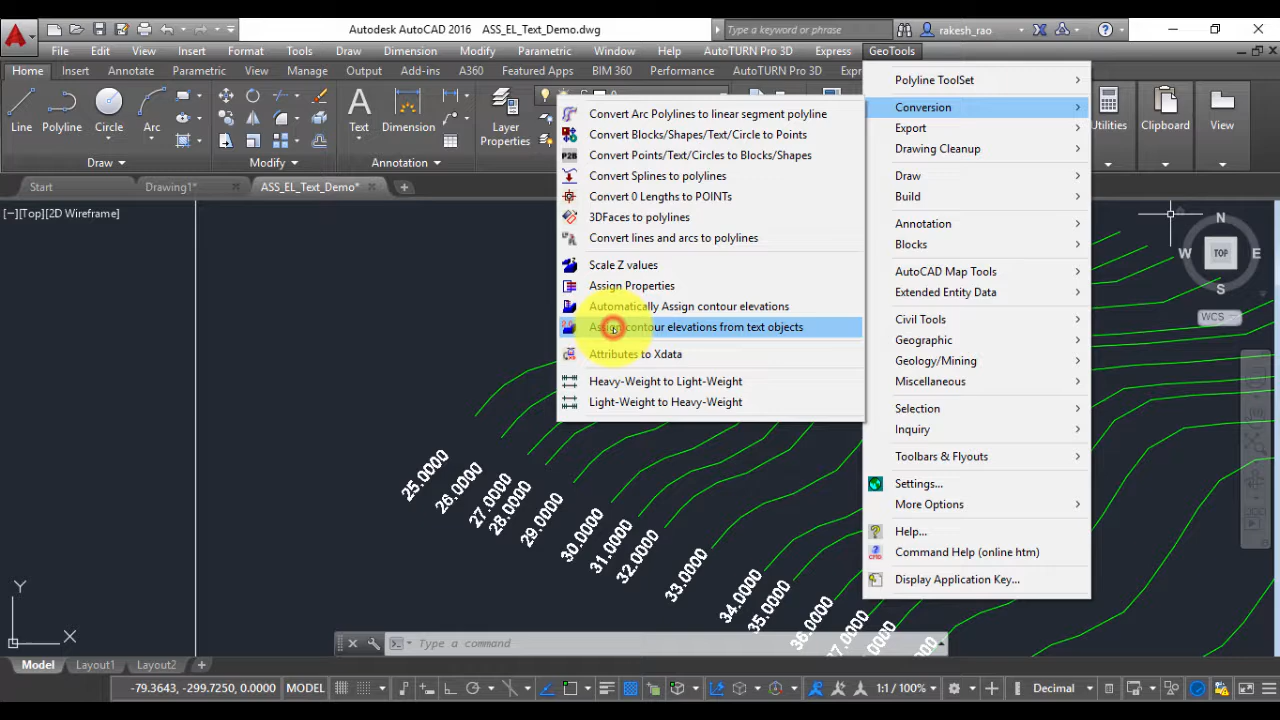 Autodesk AutoCAD 2016 ASS_EL_Text_Demo.dwg
Type a keyword or phrase
rakesh_rao
File Edit View Insert Format Tools Draw Dimension Modify Parametric Window Help AutoTURN Pro 3D Express GeoTools
Home Insert Annotate Parametric View Manage Output Add-ins A360 Featured Apps BIM 360 Performance AutoTURN Pro 3D
Line Polyline Circle Arc
Draw
Modify
Text Dimension
Annotation
Layer
Properties
Utilities
Clipboard
View
Start Drawing1* ASS_EL_Text_Demo*
[−][Top][2D Wireframe]
Polyline ToolSet
Conversion
Export
Drawing Cleanup
Draw
Build
Annotation
Blocks
AutoCAD Map Tools
Extended Entity Data
Civil Tools
Geographic
Geology/Mining
Miscellaneous
Selection
Inquiry
Toolbars & Flyouts
Settings...
More Options
Help...
Command Help (online htm)
Display Application Key...
Convert Arc Polylines to linear segment polyline
Convert Blocks/Shapes/Text/Circle to Points
Convert Points/Text/Circles to Blocks/Shapes
Convert Splines to polylines
Convert 0 Lengths to POINTs
3DFaces to polylines
Convert lines and arcs to polylines
Scale Z values
Assign Properties
Automatically Assign contour elevations
Assign contour elevations from text objects
Attributes to Xdata
Heavy-Weight to Light-Weight
Light-Weight to Heavy-Weight
N
W TOP E
S
WCS
25.0000
26.0000
27.0000
28.0000
29.0000
30.0000
31.0000
32.0000
33.0000
34.0000
35.0000
36.0000
Y
X
Type a command
Model Layout1 Layout2
-79.3643, -299.7250, 0.0000 MODEL
1:1 / 100%
Decimal